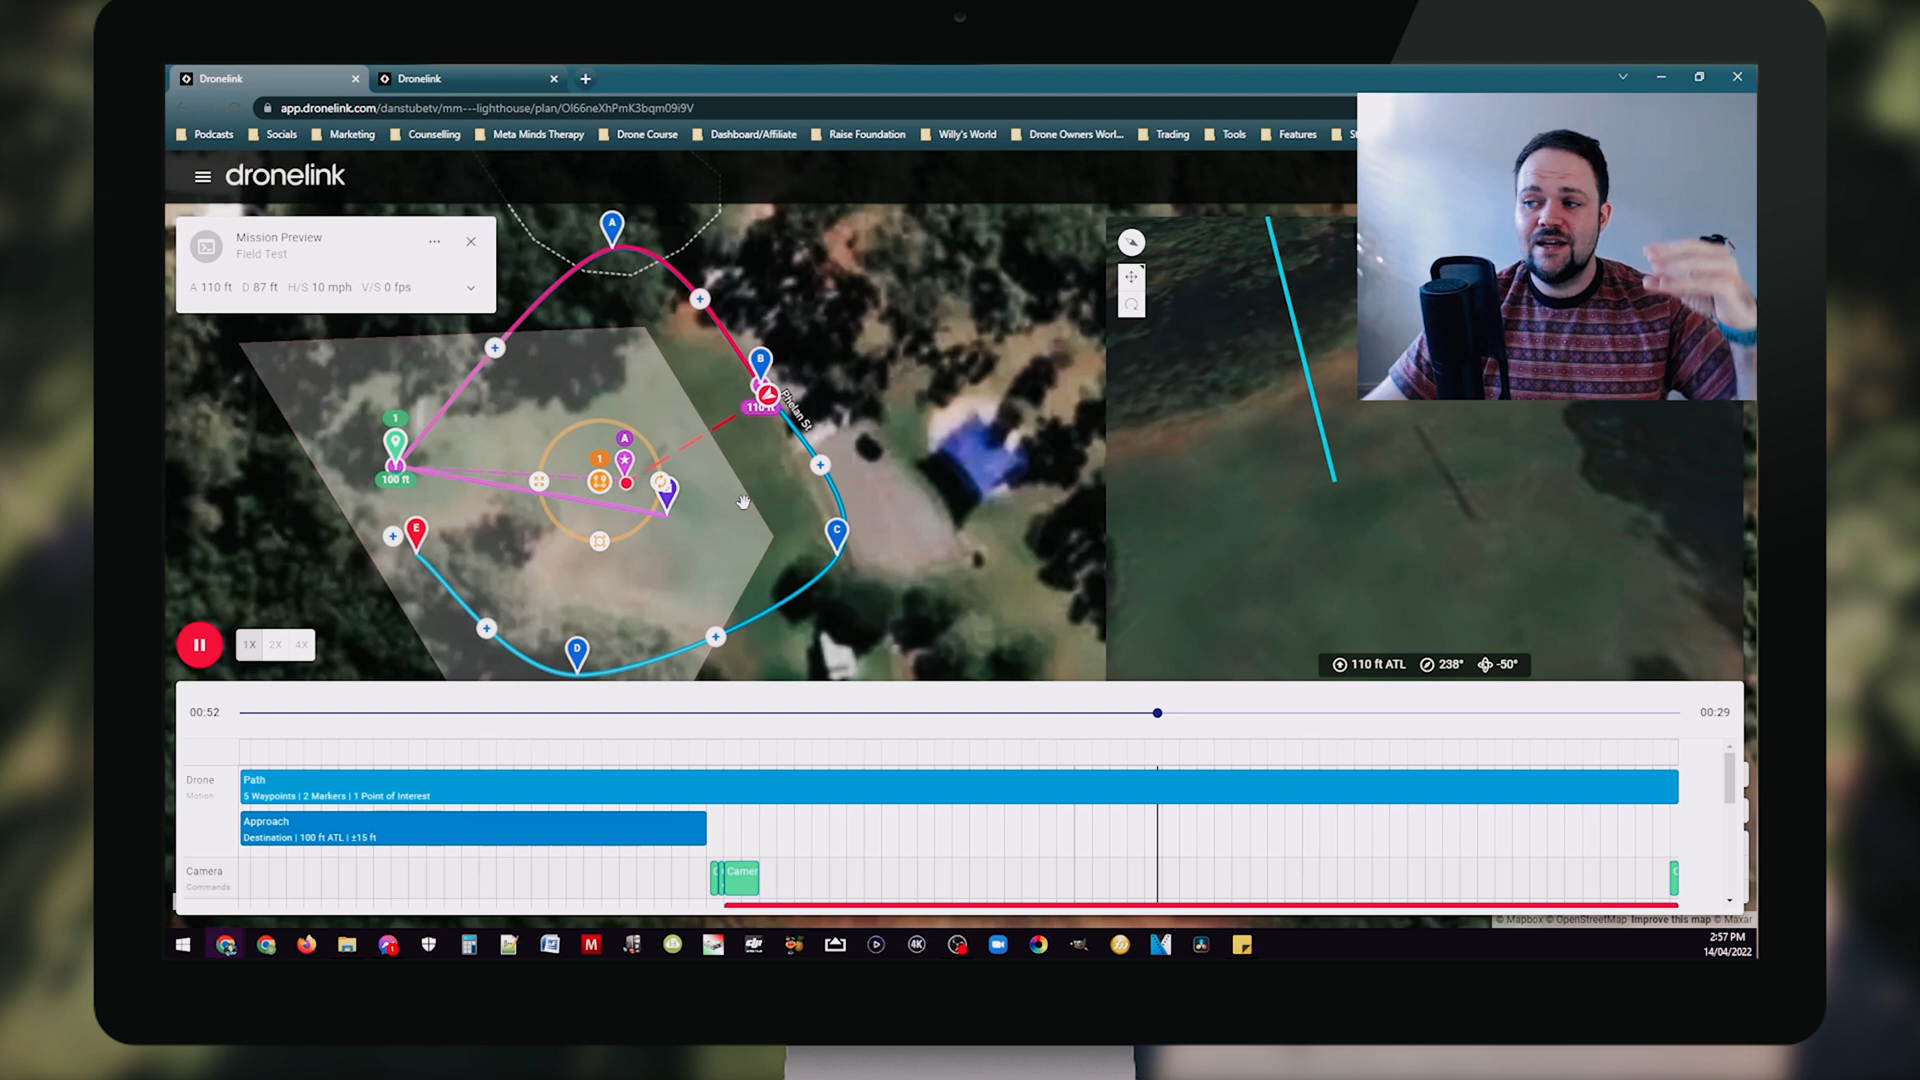 Dronelink
Dronelink
app.dronelink.com/danstubetv/mm---lighthouse/plan/OI66neXhPmK3bqm09i9V
Podcasts
Socials
Marketing
Counselling
Meta Minds Therapy
Drone Course
Dashboard/Affiliate
Raise Foundation
Willy's World
Drone Owners Worl...
Trading
Tools
Features
St
dronelink
Mission Preview
Field Test
A 110 ft D 87 ft H/S 10 mph V/S 0 fps
A
B
110 ft
Phelan St
1
100 ft
A
1
E
C
D
1X 2X 4X
110 ft ATL 238° -50°
00:52
00:29
Drone
Motion
Path
5 Waypoints | 2 Markers | 1 Point of Interest
Approach
Destination | 100 ft ATL | ±15 ft
Camera
Commands
C
Camer
C
© Mapbox © OpenStreetMap Improve this map © Maxar
M
4K
2:57 PM
14/04/2022